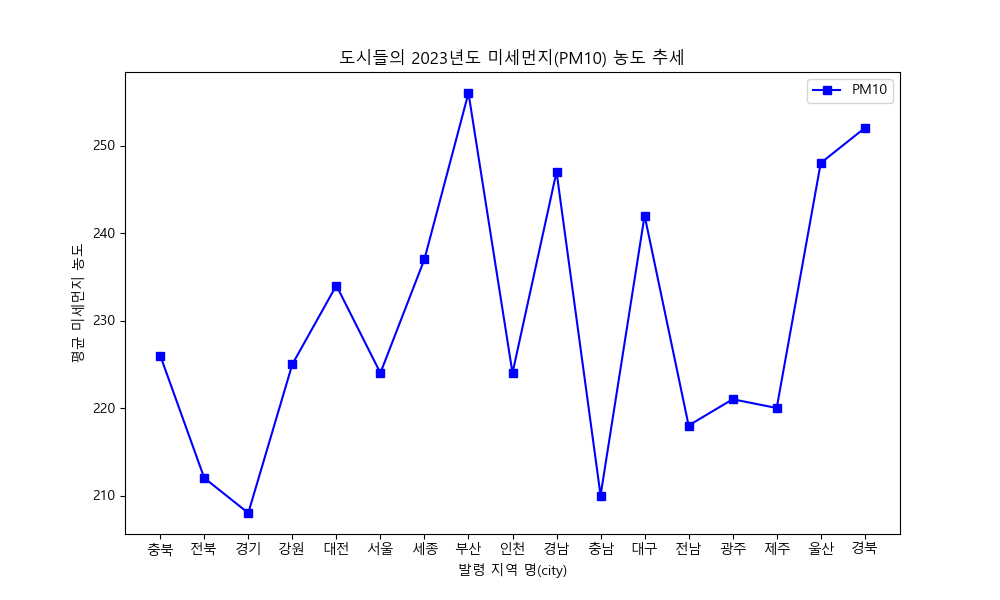 도시들의 2023년도 미세먼지(PM10) 농도 추세
PM10
평균 미세먼지 농도
250
240
230
220
210
충북 전북 경기 강원 대전 서울 세종 부산 인천 경남 충남 대구 전남 광주 제주 울산 경북
발령 지역 명(city)